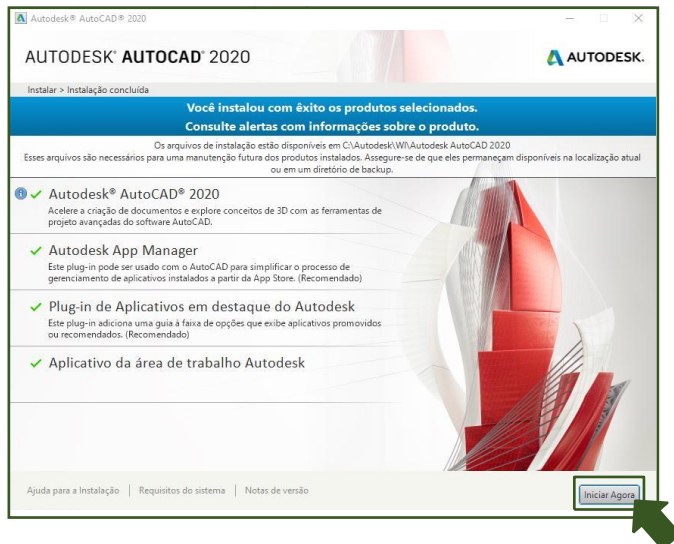 Autodesk® AutoCAD® 2020
AUTODESK® AUTOCAD® 2020
AUTODESK.
Instalar > Instalação concluída
Você instalou com êxito os produtos selecionados.
Consulte alertas com informações sobre o produto.
Os arquivos de instalação estão disponíveis em C:\Autodesk\WI\Autodesk AutoCAD 2020
Esses arquivos são necessários para uma manutenção futura dos produtos instalados. Assegure-se de que eles permaneçam disponíveis na localização atual
ou em um diretório de backup.
Autodesk® AutoCAD® 2020
Acelere a criação de documentos e explore conceitos de 3D com as ferramentas de
projeto avançadas do software AutoCAD.
Autodesk App Manager
Este plug-in pode ser usado com o AutoCAD para simplificar o processo de
gerenciamento de aplicativos instalados a partir da App Store. (Recomendado)
Plug-in de Aplicativos em destaque do Autodesk
Este plug-in adiciona uma guia à faixa de opções que exibe aplicativos promovidos
ou recomendados. (Recomendado)
Aplicativo da área de trabalho Autodesk
Ajuda para a Instalação | Requisitos do sistema | Notas de versão
Iniciar Agora